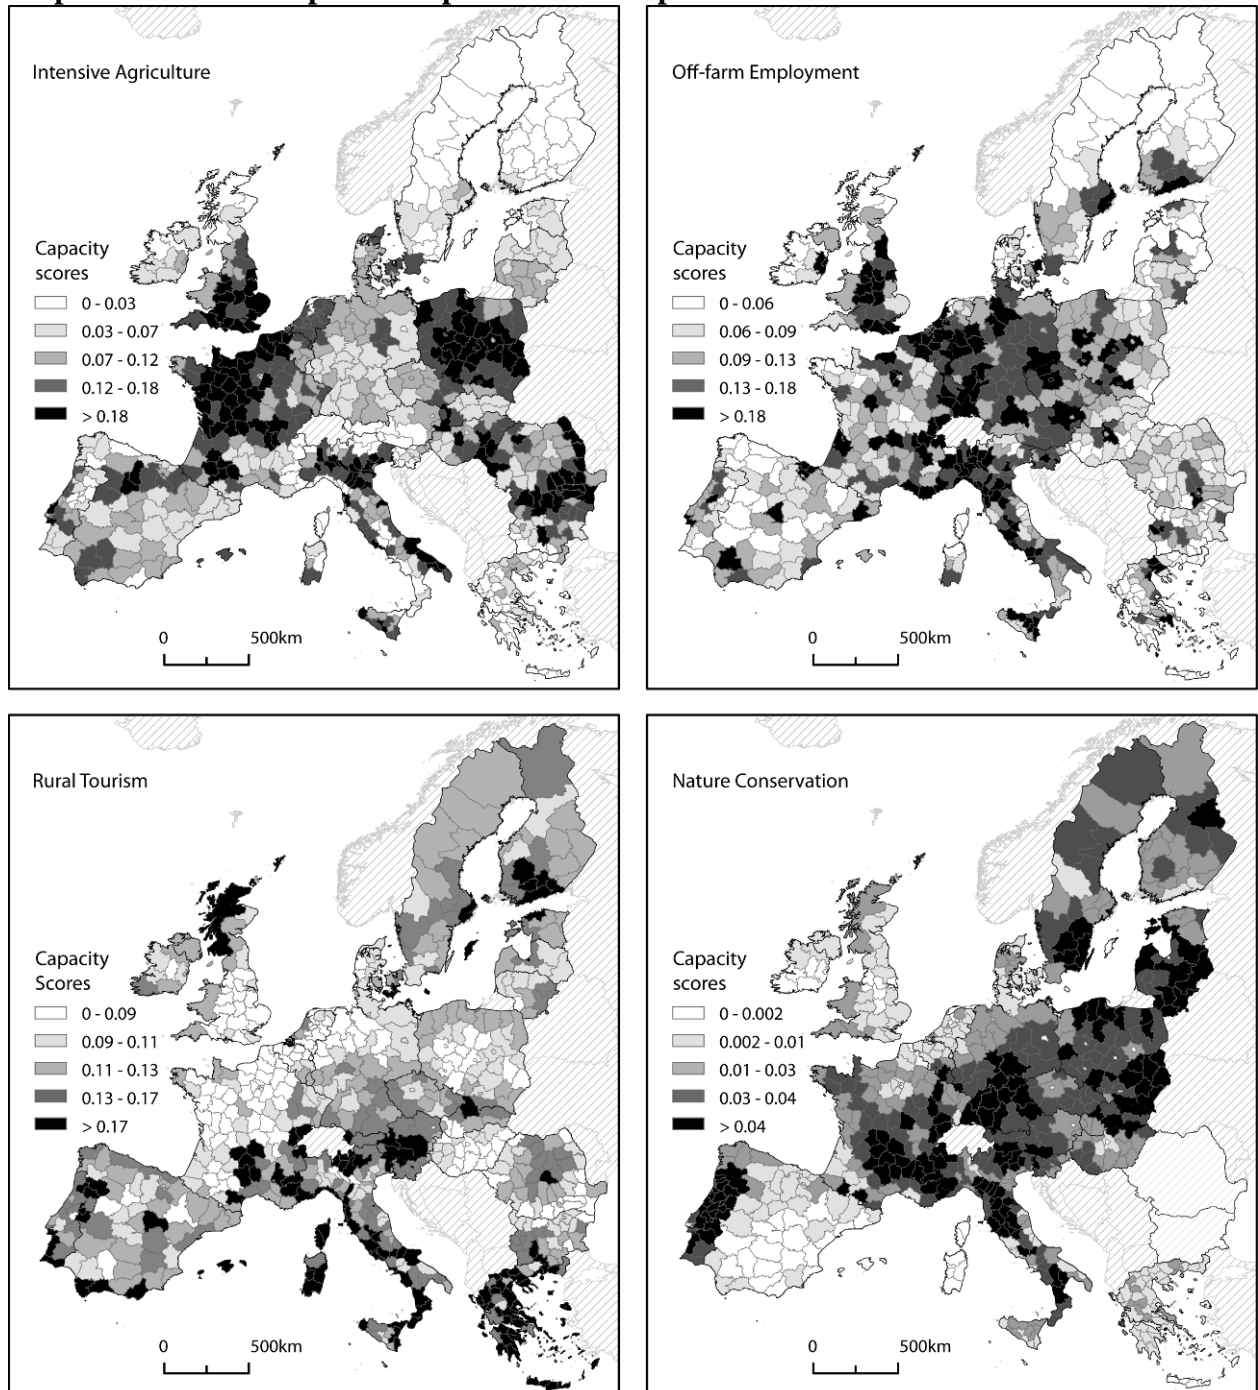 Intensive Agriculture
Capacity
scores
0 - 0.03
0.03 - 0.07
0.07 - 0.12
0.12 - 0.18
> 0.18
0 500km
Off-farm Employment
Capacity
scores
0 - 0.06
0.06 - 0.09
0.09 - 0.13
0.13 - 0.18
> 0.18
0 500km
Rural Tourism
Capacity
Scores
0 - 0.09
0.09 - 0.11
0.11 - 0.13
0.13 - 0.17
> 0.17
0 500km
Nature Conservation
Capacity
scores
0 - 0.002
0.002 - 0.01
0.01 - 0.03
0.03 - 0.04
> 0.04
0 500km